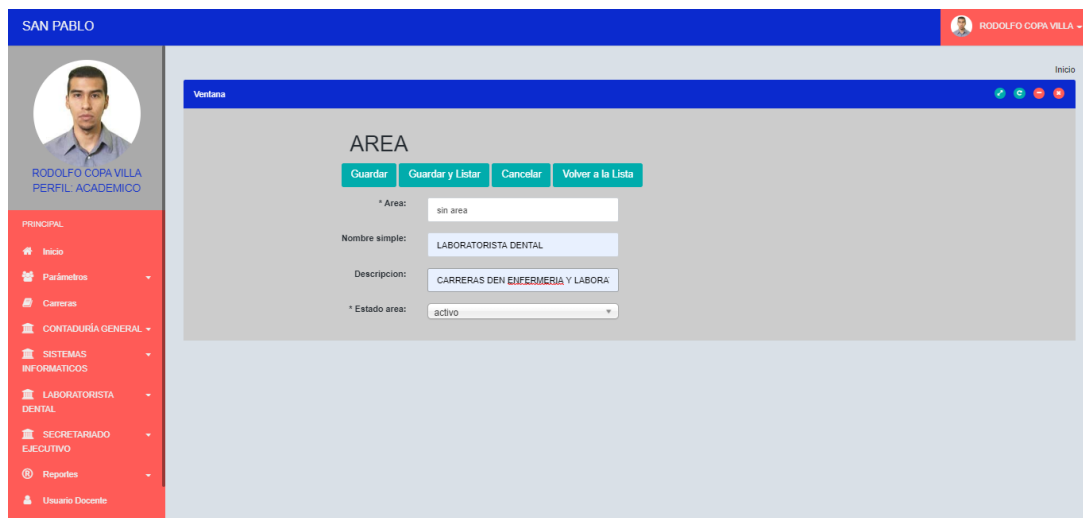 SAN PABLO
RODOLFO COPA VILLA
Inicio
RODOLFO COPA VILLA
PERFIL: ACADEMICO
PRINCIPAL
Inicio
Parámetros
Carreras
CONTADURÍA GENERAL
SISTEMAS
INFORMATICOS
LABORATORISTA
DENTAL
SECRETARIADO
EJECUTIVO
Reportes
Usuario Docente
Ventana
AREA
Guardar Guardar y Listar Cancelar Volver a la Lista
* Area: sin area
Nombre simple: LABORATORISTA DENTAL
Descripcion: CARRERAS DEN ENFERMERIA Y LABORA
* Estado area: activo